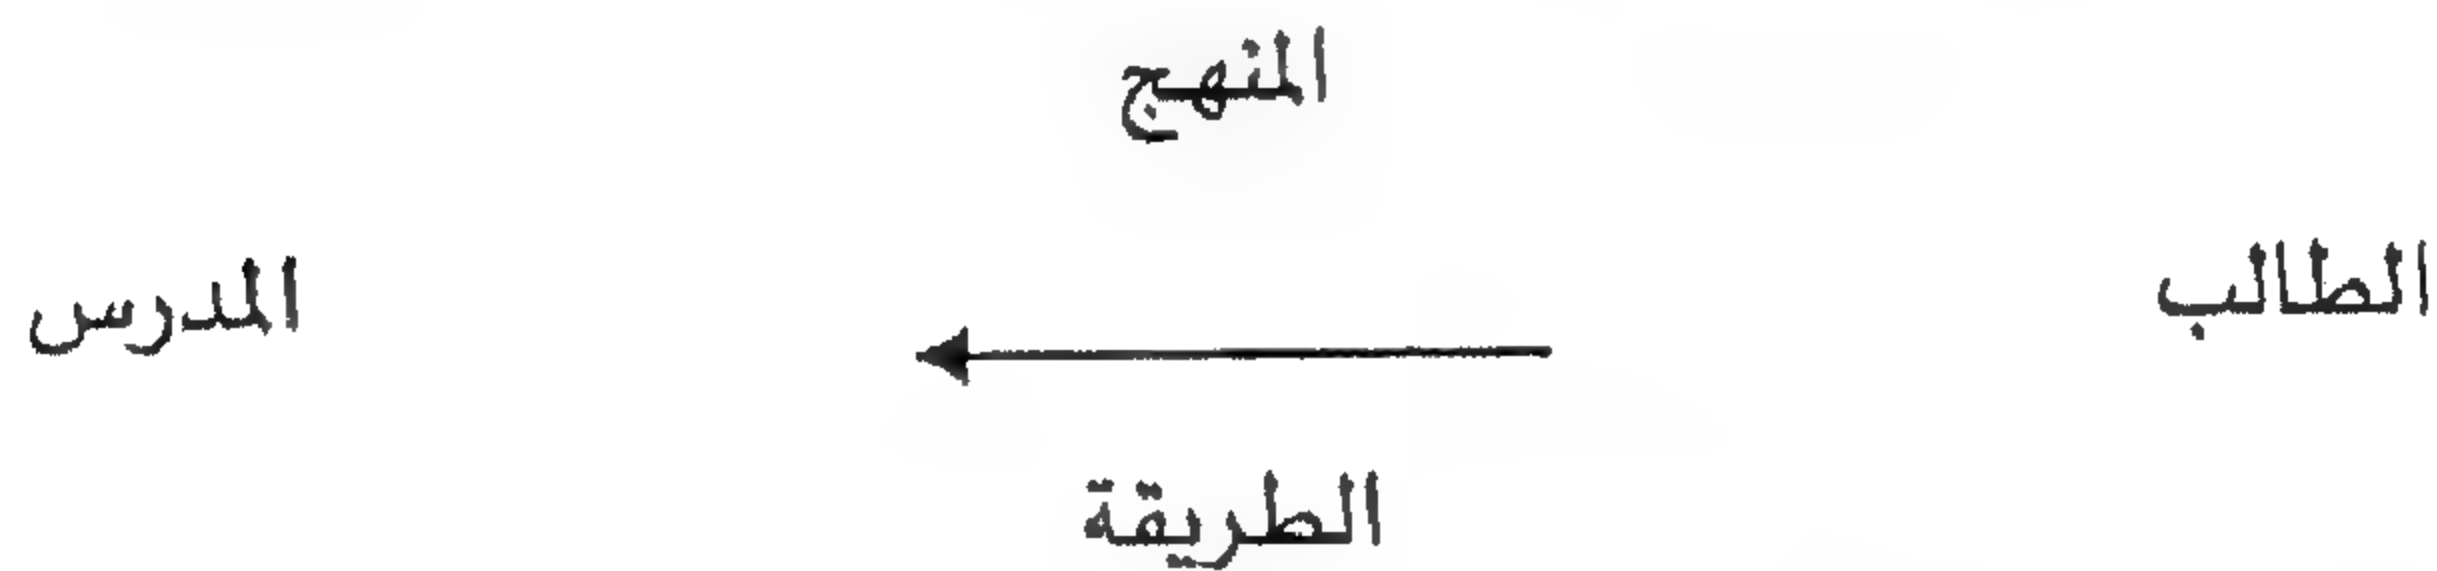 المنهج
الطالب
المدرس
الطريقة